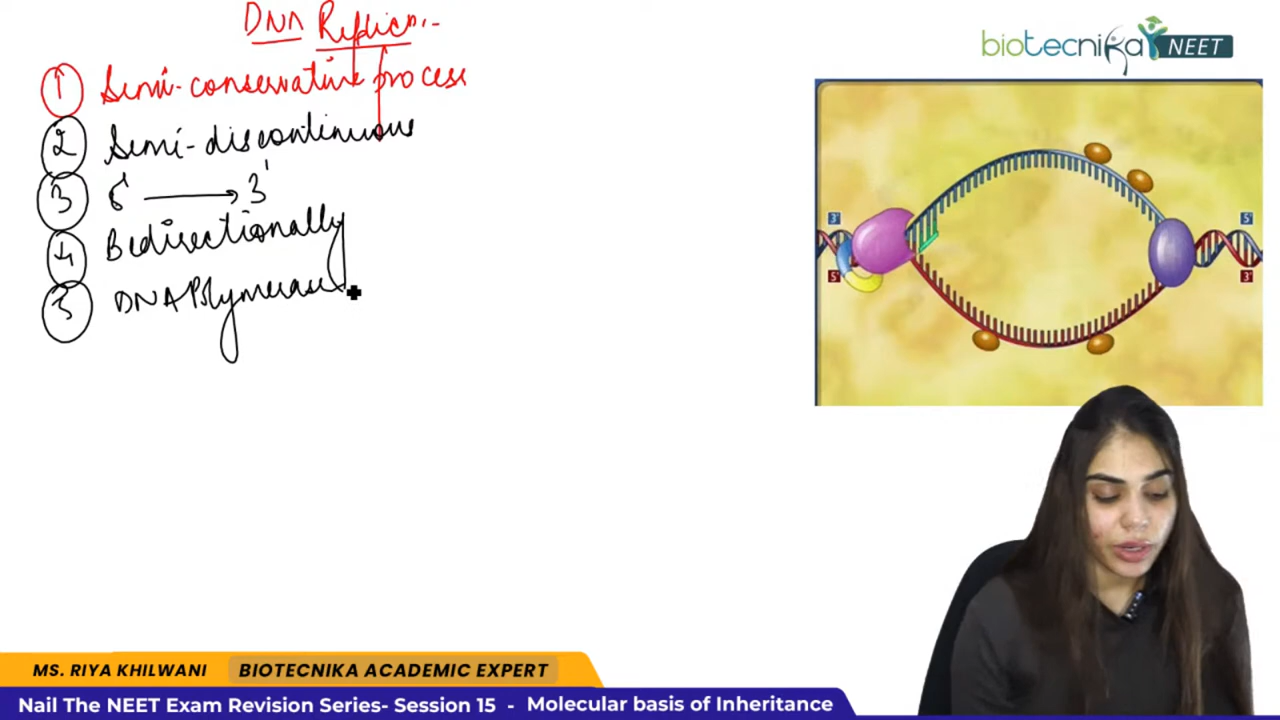 DNA Replicn.
biotecnika NEET
1 Semi-conservative process
2 Semi-discontinuous
3 5' → 3'
4 Bedirectionally
5 DNA Polymerase
3' 5'
5' 3'
MS. RIYA KHILWANI BIOTECNIKA ACADEMIC EXPERT
Nail The NEET Exam Revision Series- Session 15 - Molecular basis of Inheritance